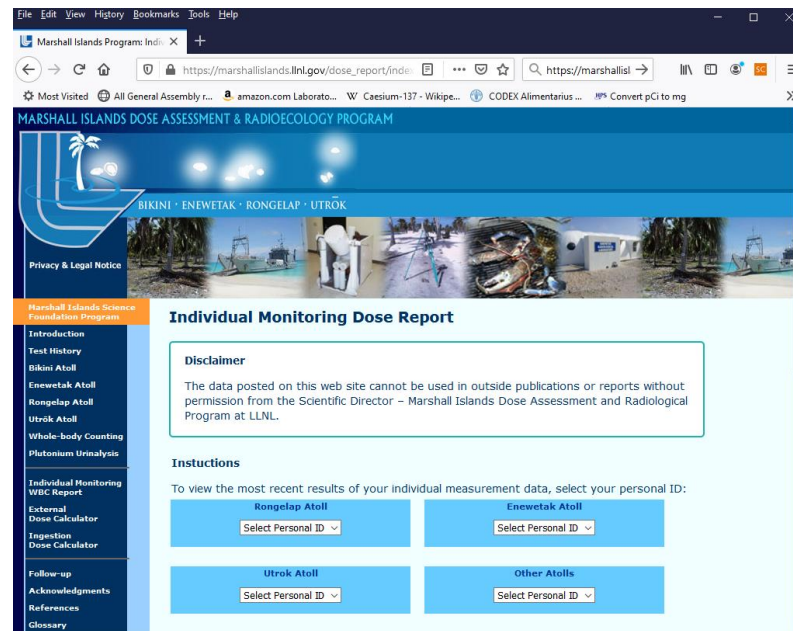 File Edit View History Bookmarks Tools Help
Marshall Islands Program: Indiv
https://marshallislands.llnl.gov/dose_report/index
https://marshallisl
Most Visited All General Assembly r... amazon.com Laborato... W Caesium-137 - Wikipe... CODEX Alimentarius ... HPS Convert pCi to mg
MARSHALL ISLANDS DOSE ASSESSMENT & RADIOECOLOGY PROGRAM
BIKINI · ENEWETAK · RONGELAP · UTRŌK
Privacy & Legal Notice
Marshall Islands Science
Foundation Program
Introduction
Test History
Bikini Atoll
Enewetak Atoll
Rongelap Atoll
Utrōk Atoll
Whole-body Counting
Plutonium Urinalysis
Individual Monitoring
WBC Report
External
Dose Calculator
Ingestion
Dose Calculator
Follow-up
Acknowledgments
References
Glossary
Individual Monitoring Dose Report
Disclaimer
The data posted on this web site cannot be used in outside publications or reports without
permission from the Scientific Director – Marshall Islands Dose Assessment and Radiological
Program at LLNL.
Instuctions
To view the most recent results of your individual measurement data, select your personal ID:
Rongelap Atoll
Select Personal ID
Enewetak Atoll
Select Personal ID
Utrok Atoll
Select Personal ID
Other Atolls
Select Personal ID